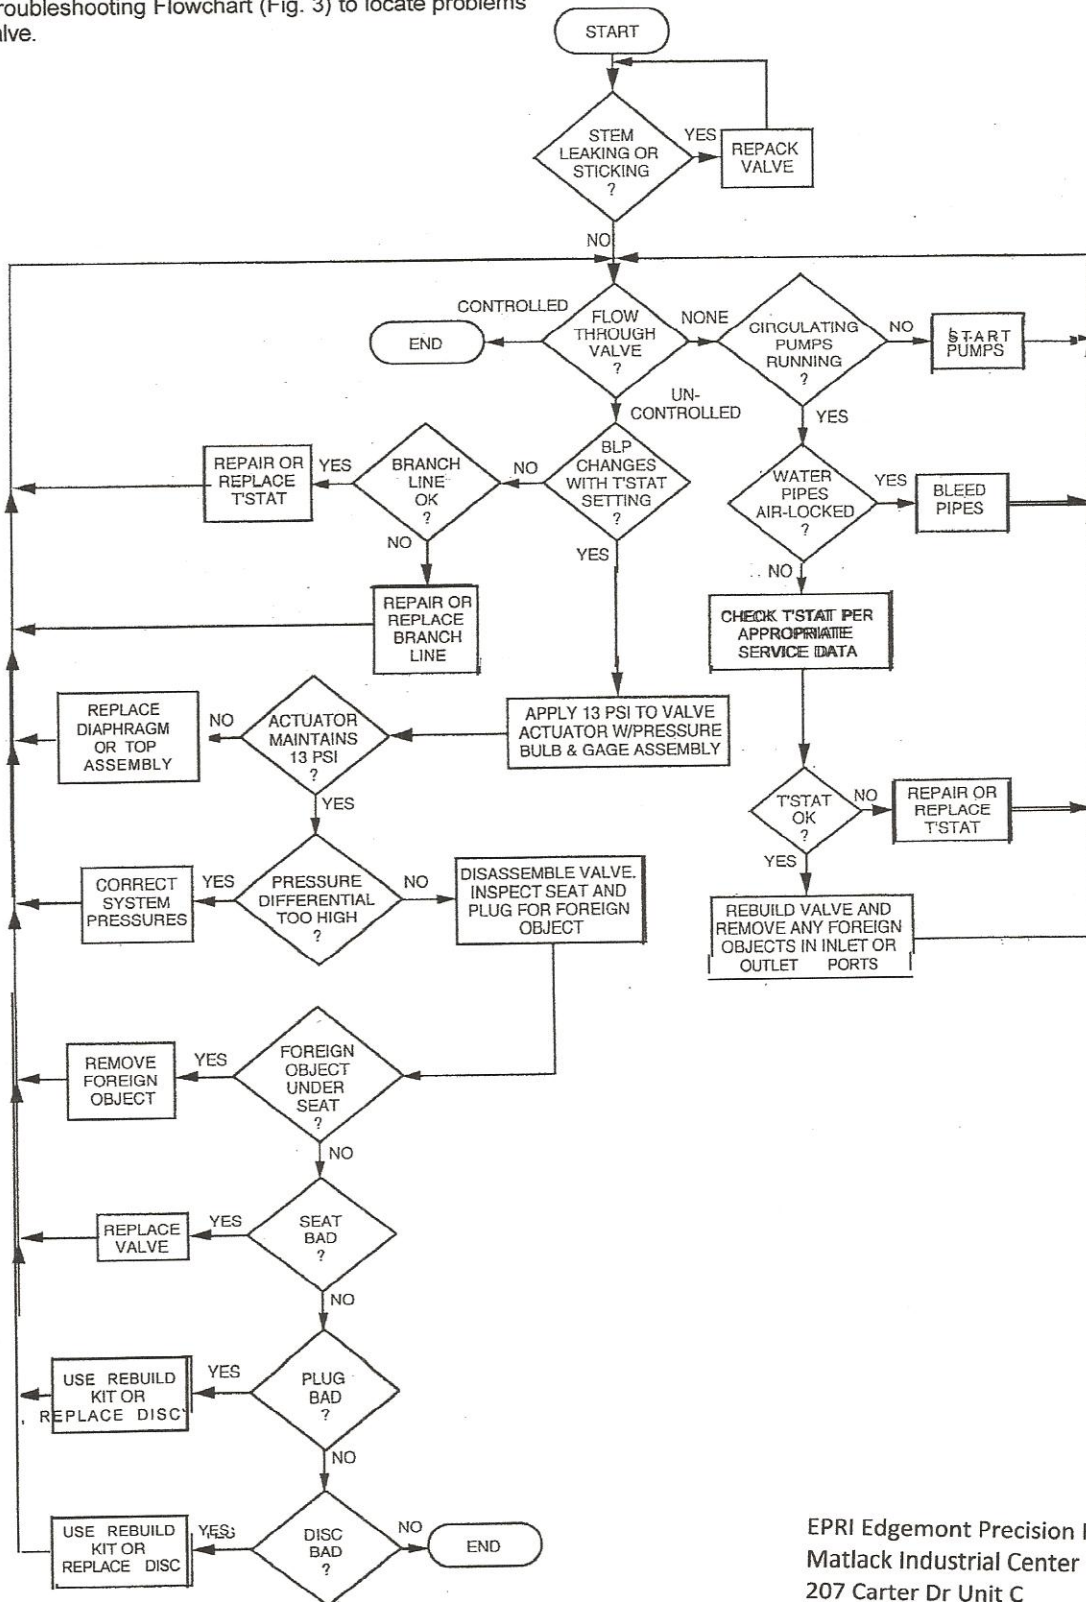 roubleshooting Flowchart (Fig. 3) to locate problems
alve.
START
STEM
LEAKING OR
STICKING
?
YES
REPACK
VALVE
NO
CONTROLLED
FLOW
THROUGH
VALVE
?
NONE
END
CIRCULATING
PUMPS
RUNNING
?
NO
START
PUMPS
UN-
CONTROLLED
YES
REPAIR OR
REPLACE
T'STAT
YES
BRANCH
LINE
OK
?
NO
BLP
CHANGES
WITH T'STAT
SETTING
?
WATER
PIPES
AIR-LOCKED
?
YES
BLEED
PIPES
NO
YES
NO
REPAIR OR
REPLACE
BRANCH
LINE
CHECK T'STAT PER
APPROPRIATE
SERVICE DATA
REPLACE
DIAPHRAGM
OR TOP
ASSEMBLY
NO
ACTUATOR
MAINTAINS
13 PSI
?
APPLY 13 PSI TO VALVE
ACTUATOR W/PRESSURE
BULB & GAGE ASSEMBLY
YES
T'STAT
OK
?
NO
REPAIR OR
REPLACE
T'STAT
YES
CORRECT
SYSTEM
PRESSURES
YES
PRESSURE
DIFFERENTIAL
TOO HIGH
?
NO
DISASSEMBLE VALVE.
INSPECT SEAT AND
PLUG FOR FOREIGN
OBJECT
REBUILD VALVE AND
REMOVE ANY FOREIGN
OBJECTS IN INLET OR
OUTLET PORTS
REMOVE
FOREIGN
OBJECT
YES
FOREIGN
OBJECT
UNDER
SEAT
?
NO
REPLACE
VALVE
YES
SEAT
BAD
?
NO
USE REBUILD
KIT OR
REPLACE DISC
YES
PLUG
BAD
?
NO
USE REBUILD
KIT OR
REPLACE DISC
YES
DISC
BAD
?
NO
END
EPRI Edgemont Precision
Matlack Industrial Center
207 Carter Dr Unit C